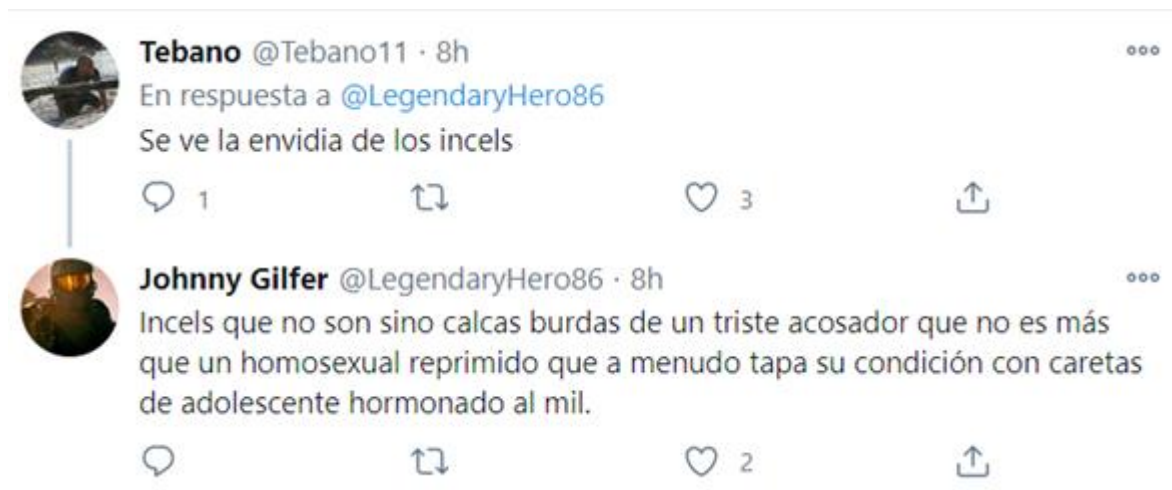 Tebano @Tebano11 · 8h
En respuesta a @LegendaryHero86
Se ve la envidia de los incels
1 3
Johnny Gilfer @LegendaryHero86 · 8h
Incels que no son sino calcas burdas de un triste acosador que no es más
que un homosexual reprimido que a menudo tapa su condición con caretas
de adolescente hormonado al mil.
2